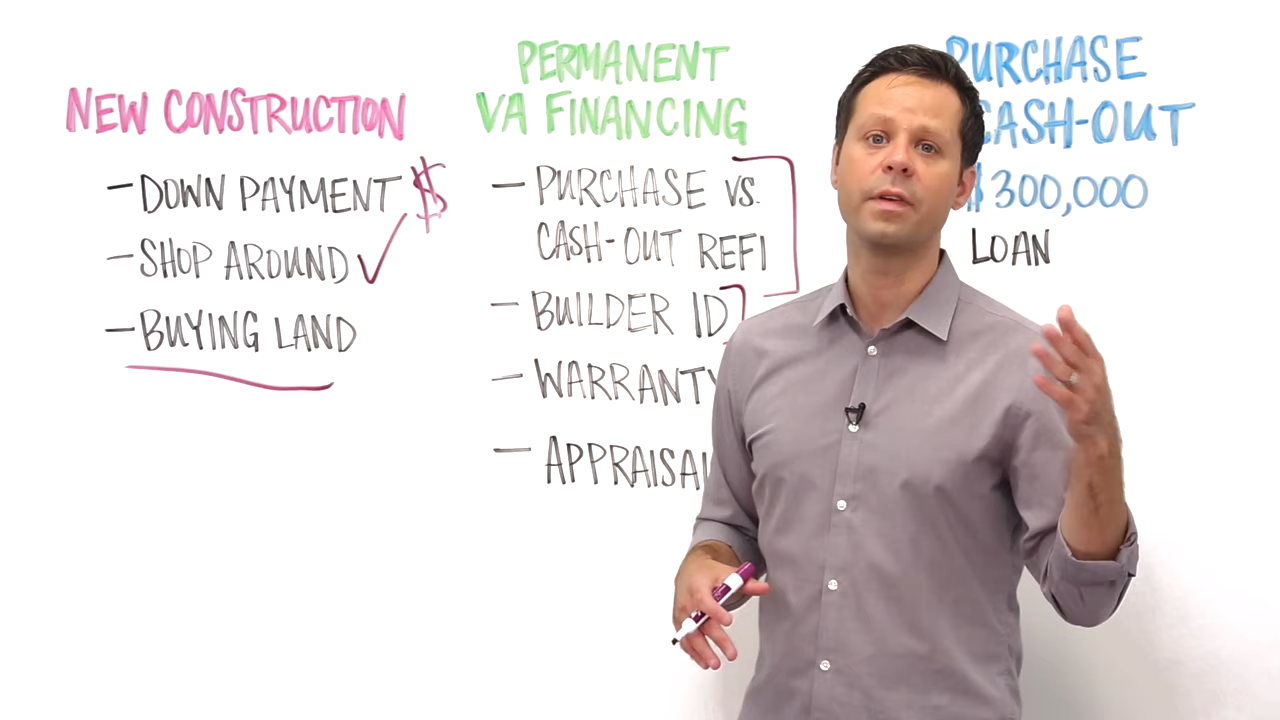 NEW CONSTRUCTION
– DOWN PAYMENT $
– SHOP AROUND ✓
– BUYING LAND
PERMANENT
VA FINANCING
– PURCHASE VS.
CASH-OUT REFI
– BUILDER ID
– WARRANTY
– APPRAISAL
PURCHASE
CASH-OUT
$300,000
LOAN